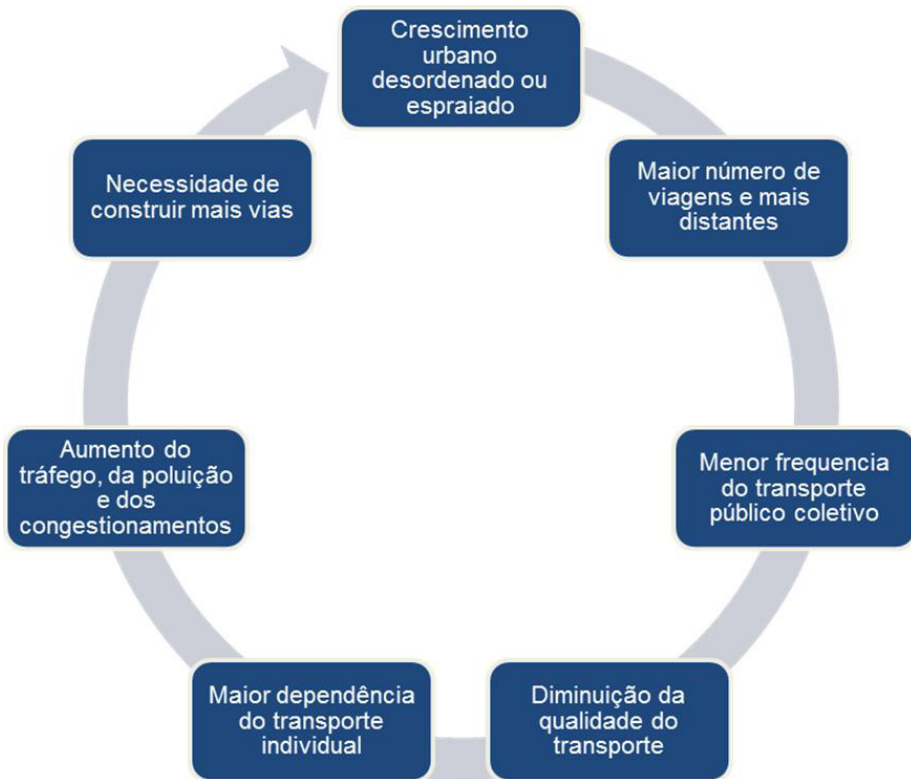 Crescimento
urbano
desordenado ou
espraiado
Maior número de
viagens e mais
distantes
Menor frequencia
do transporte
público coletivo
Diminuição da
qualidade do
transporte
Maior dependência
do transporte
individual
Aumento do
tráfego, da poluição
e dos
congestionamentos
Necessidade de
construir mais vias